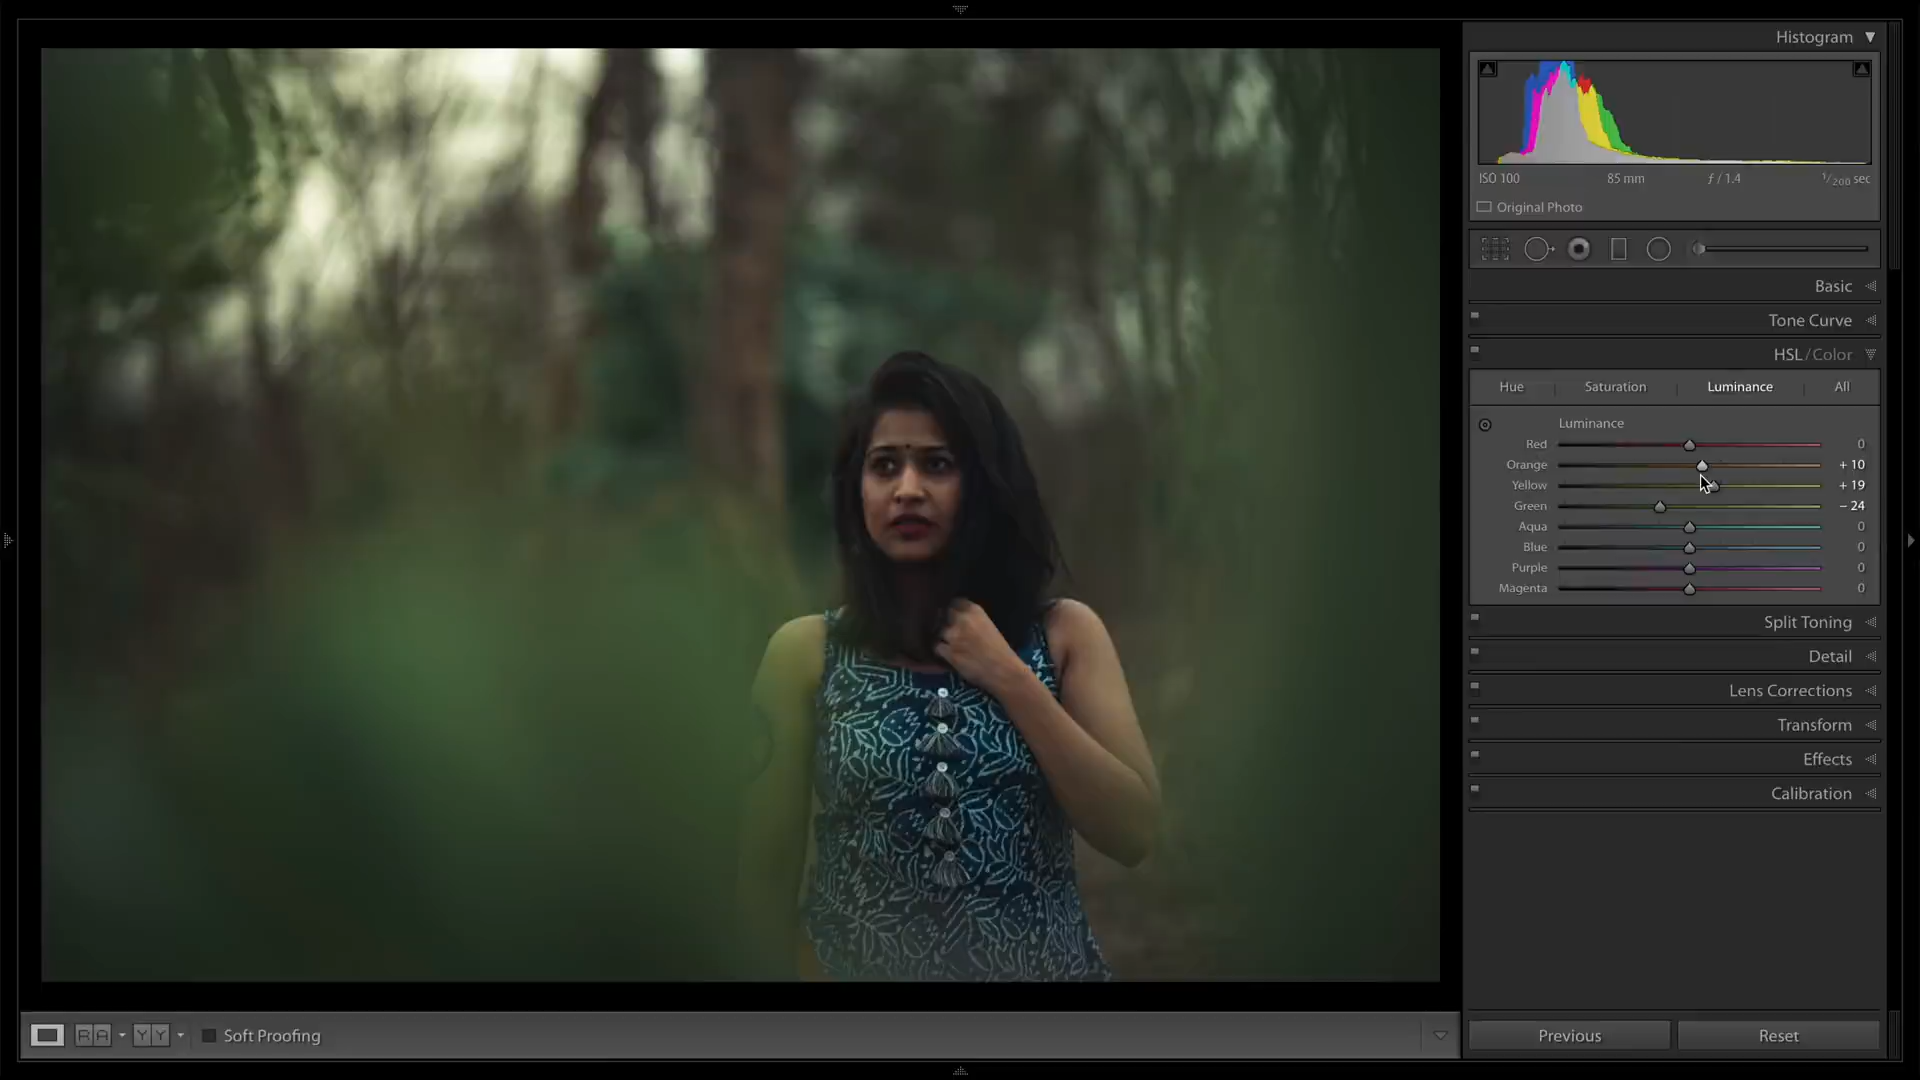 Histogram
ISO 100 85 mm ƒ / 1.4 1/200 sec
Original Photo
Basic
Tone Curve
HSL / Color
Hue Saturation Luminance All
Luminance
Red 0
Orange + 10
Yellow + 19
Green − 24
Aqua 0
Blue 0
Purple 0
Magenta 0
Split Toning
Detail
Lens Corrections
Transform
Effects
Calibration
R A Y Y Soft Proofing
Previous Reset